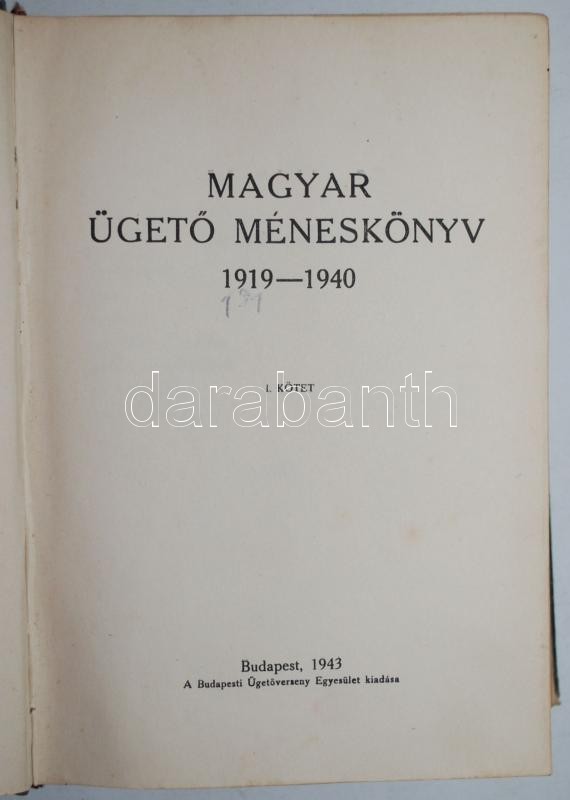 MAGYAR
ÜGETŐ MÉNESKÖNYV
1919—1940
I. KÖTET
darabanth
Budapest, 1943
A Budapesti Ügetőverseny Egyesület kiadása